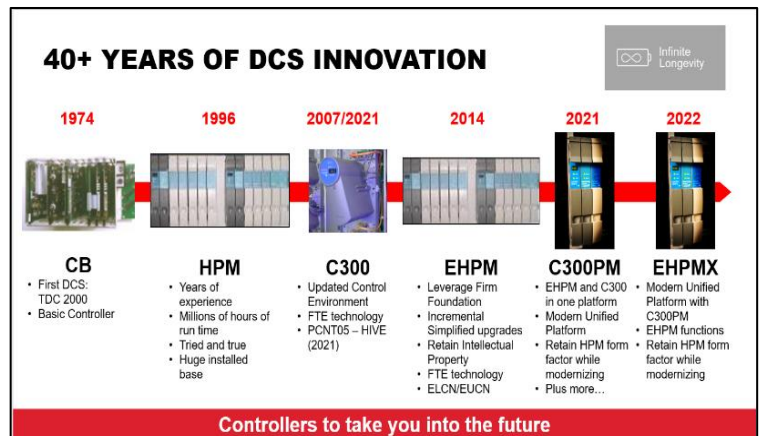 40+ YEARS OF DCS INNOVATION
Infinite
Longevity
1974
1996
2007/2021
2014
2021
2022
CB
• First DCS:
TDC 2000
• Basic Controller
HPM
• Years of
experience
• Millions of hours of
run time
• Tried and true
• Huge installed
base
C300
• Updated Control
Environment
• FTE technology
• PCNT05 – HIVE
(2021)
EHPM
• Leverage Firm
Foundation
• Incremental
Simplified upgrades
• Retain Intellectual
Property
• FTE technology
• ELCN/EUCN
C300PM
• EHPM and C300
in one platform
• Modern Unified
Platform
• Retain HPM form
factor while
modernizing
• Plus more…
EHPMX
• Modern Unified
Platform with
C300PM
• EHPM functions
• Retain HPM form
factor while
modernizing
Controllers to take you into the future